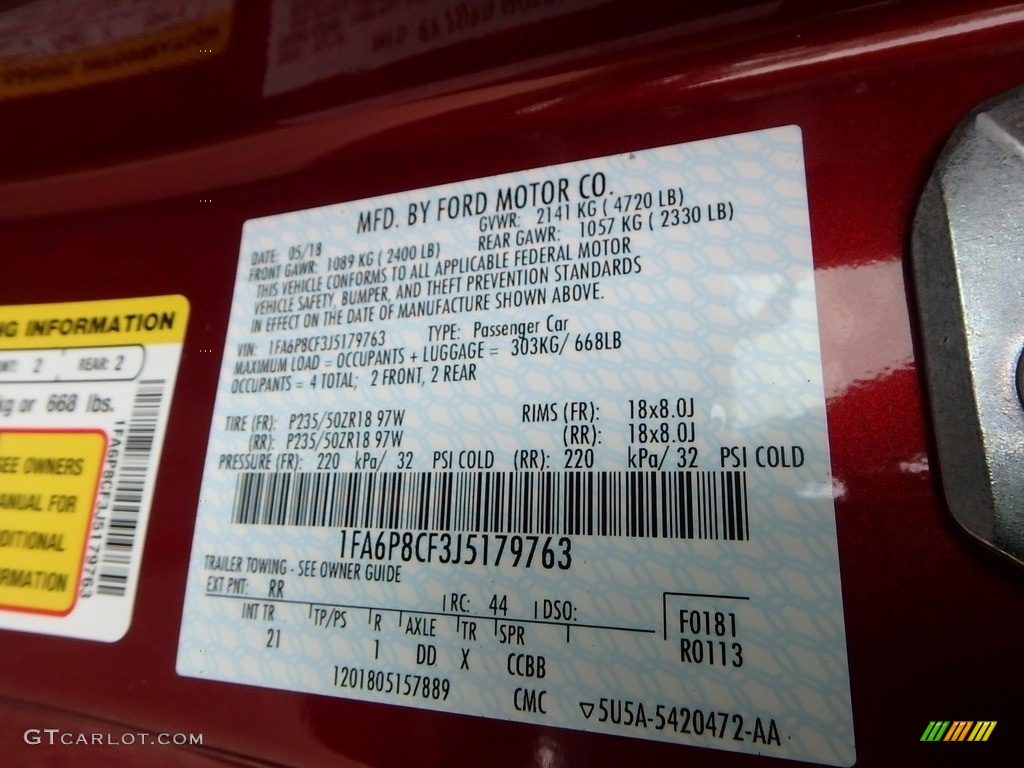 MFD. BY FORD MOTOR CO.
DATE: 05/18 GVWR: 2141 KG ( 4720 LB)
FRONT GAWR: 1089 KG ( 2400 LB) REAR GAWR: 1057 KG ( 2330 LB)
THIS VEHICLE CONFORMS TO ALL APPLICABLE FEDERAL MOTOR
VEHICLE SAFETY, BUMPER, AND THEFT PREVENTION STANDARDS
IN EFFECT ON THE DATE OF MANUFACTURE SHOWN ABOVE.
VIN: 1FA6P8CF3J5179763 TYPE: Passenger Car
MAXIMUM LOAD = OCCUPANTS + LUGGAGE = 303KG/ 668LB
OCCUPANTS = 4 TOTAL; 2 FRONT, 2 REAR
TIRE (FR): P235/50ZR18 97W RIMS (FR): 18x8.0J
(RR): P235/50ZR18 97W (RR): 18x8.0J
PRESSURE (FR): 220 kPa/ 32 PSI COLD (RR): 220 kPa/ 32 PSI COLD
1FA6P8CF3J5179763
TRAILER TOWING - SEE OWNER GUIDE
EXT PNT: RR RC: 44 DSO:
INT TR TP/PS R AXLE TR SPR
21 1 DD X CCBB
F0181
R0113
1201805157889 CMC ▽5U5A-5420472-AA
NG INFORMATION
2 REAR: 2
kg or 668 lbs.
SEE OWNERS
ANUAL FOR
DITIONAL
RMATION
1FA6P8CF3J5179763
GTCARLOT.COM